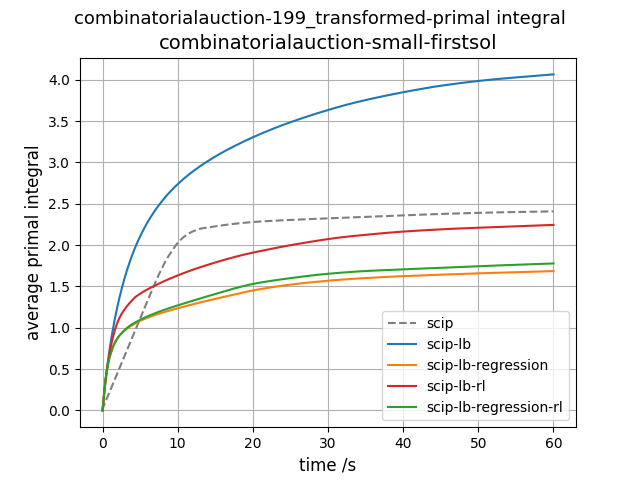 combinatorialauction-199_transformed-primal integral
combinatorialauction-small-firstsol
4.0
3.5
3.0
2.5
2.0
1.5
1.0
0.5
0.0
average primal integral
scip
scip-lb
scip-lb-regression
scip-lb-rl
scip-lb-regression-rl
0 10 20 30 40 50 60
time /s